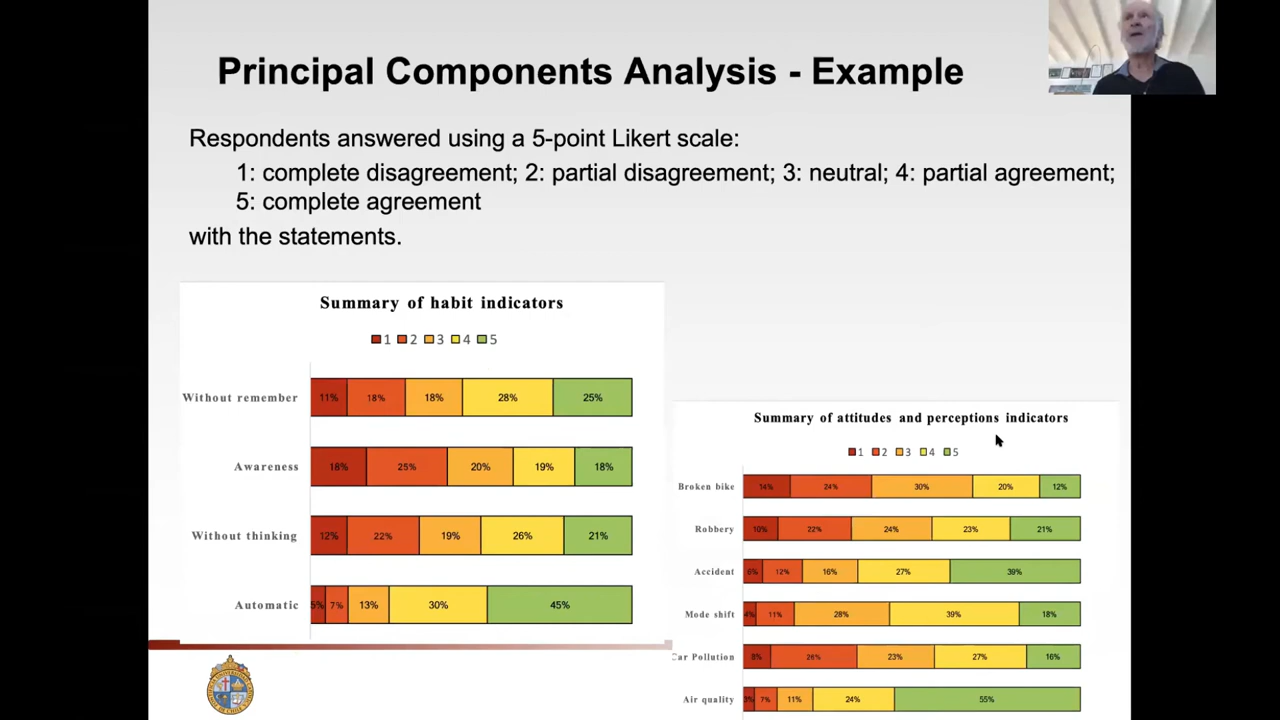 Principal Components Analysis - Example
Respondents answered using a 5-point Likert scale:
1: complete disagreement; 2: partial disagreement; 3: neutral; 4: partial agreement;
5: complete agreement
with the statements.
Summary of habit indicators
1 2 3 4 5
Without remember 11% 18% 18% 28% 25%
Awareness 18% 25% 20% 19% 18%
Without thinking 12% 22% 19% 26% 21%
Automatic 5% 7% 13% 30% 45%
Summary of attitudes and perceptions indicators
1 2 3 4 5
Broken bike 14% 24% 30% 20% 12%
Robbery 10% 22% 24% 23% 21%
Accident 6% 12% 16% 27% 39%
Mode shift 4% 11% 28% 39% 18%
Car Pollution 8% 26% 23% 27% 16%
Air quality 3% 7% 11% 24% 55%